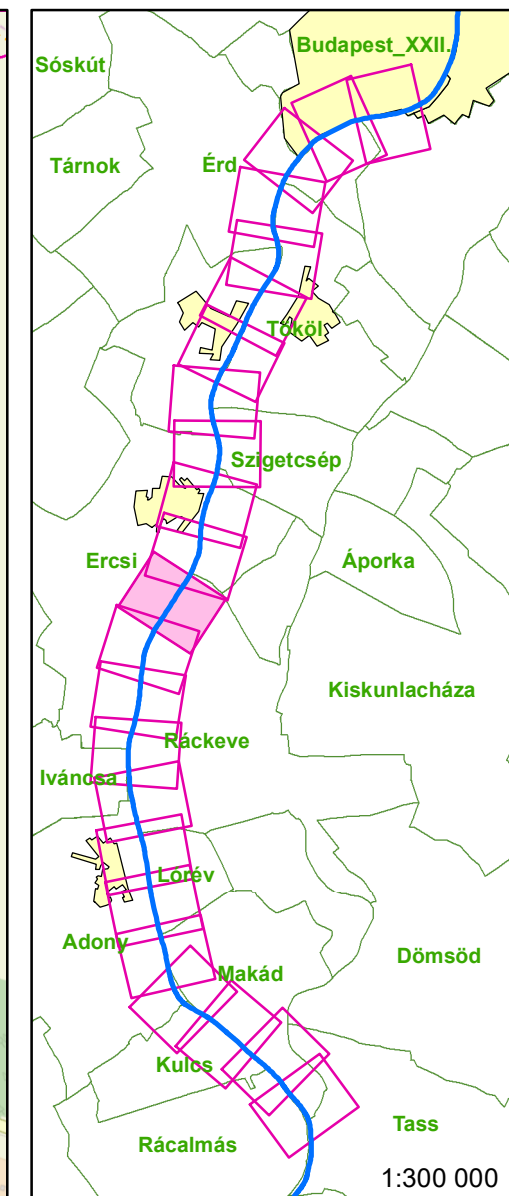 Budapest_XXII.
Sóskút
Tárnok
Érd
Tököl
Szigetcsép
Ercsi
Áporka
Kiskunlacháza
Ráckeve
Iváncsa
Lórév
Adony
Dömsöd
Makád
Kulcs
Tass
Rácalmás
1:300 000